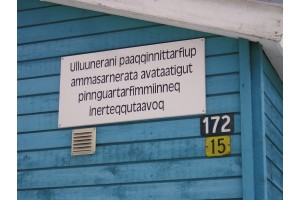 Ulluunerani paaqqinnittarfiup
ammasarnerata avataatigut
pinnguartarfimmiinneq
inerteqqutaavoq
172
15